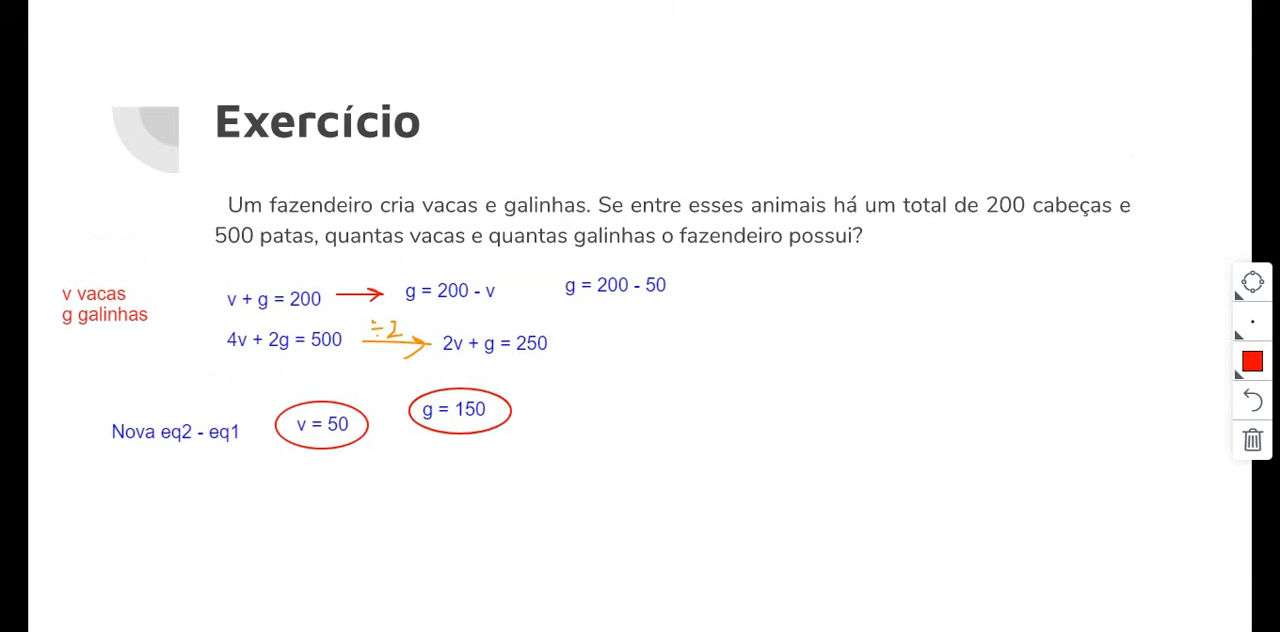 Exercício
Um fazendeiro cria vacas e galinhas. Se entre esses animais há um total de 200 cabeças e
500 patas, quantas vacas e quantas galinhas o fazendeiro possui?
v vacas
g galinhas
v + g = 200
g = 200 - v
g = 200 - 50
4v + 2g = 500
÷2
2v + g = 250
Nova eq2 - eq1
v = 50
g = 150